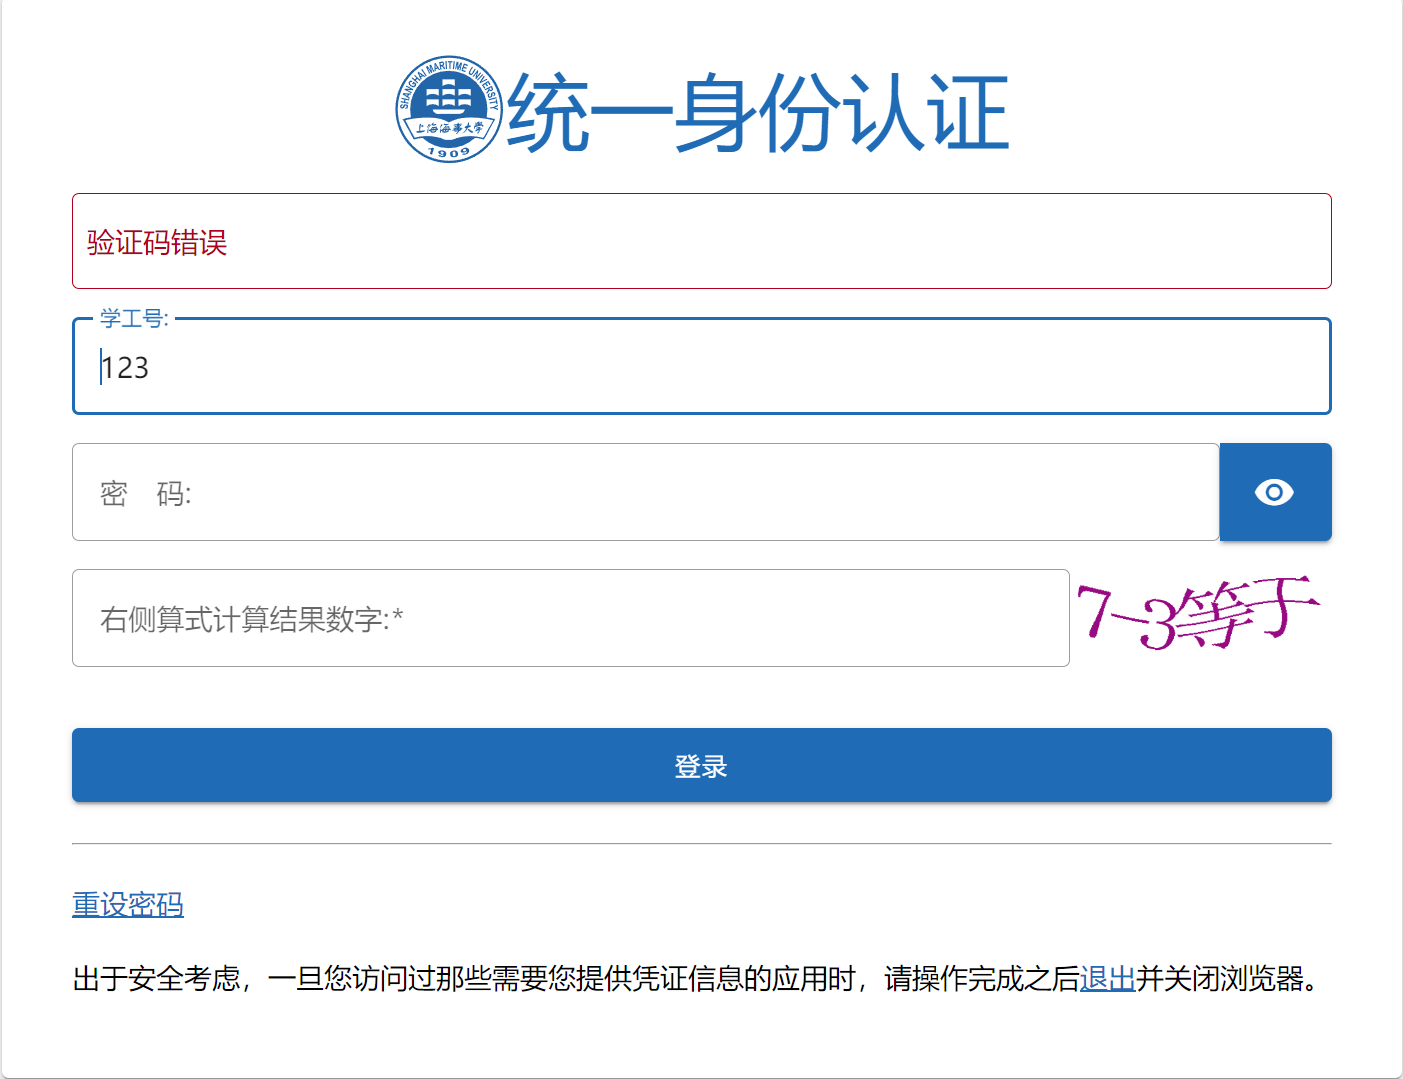 SHANGHAI MARITIME UNIVERSITY
上海海事大学
1909
统一身份认证
验证码错误
学工号:
123
密 码:
右侧算式计算结果数字:*
7-3等于
登录
重设密码
出于安全考虑，一旦您访问过那些需要您提供凭证信息的应用时，请操作完成之后退出并关闭浏览器。